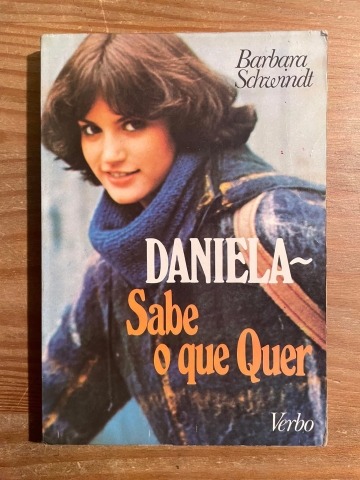 Barbara
Schwindt
DANIELA~
Sabe
o que Quer
Verbo